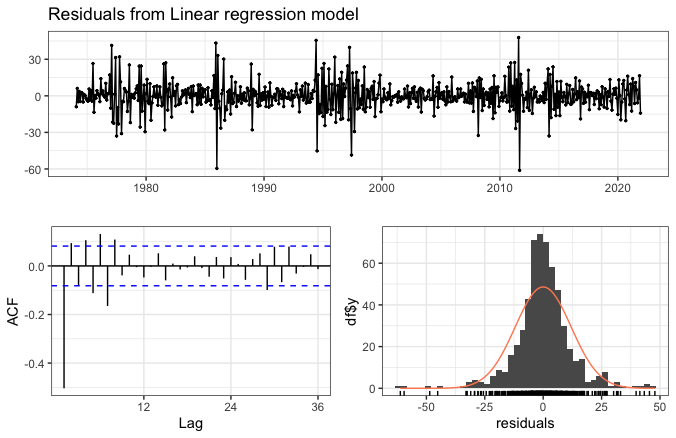 Residuals from Linear regression model
30
0
-30
-60
1980 1990 2000 2010 2020
ACF
0.0
-0.2
-0.4
12 24 36
Lag
df$y
60
40
20
0
-50 -25 0 25 50
residuals